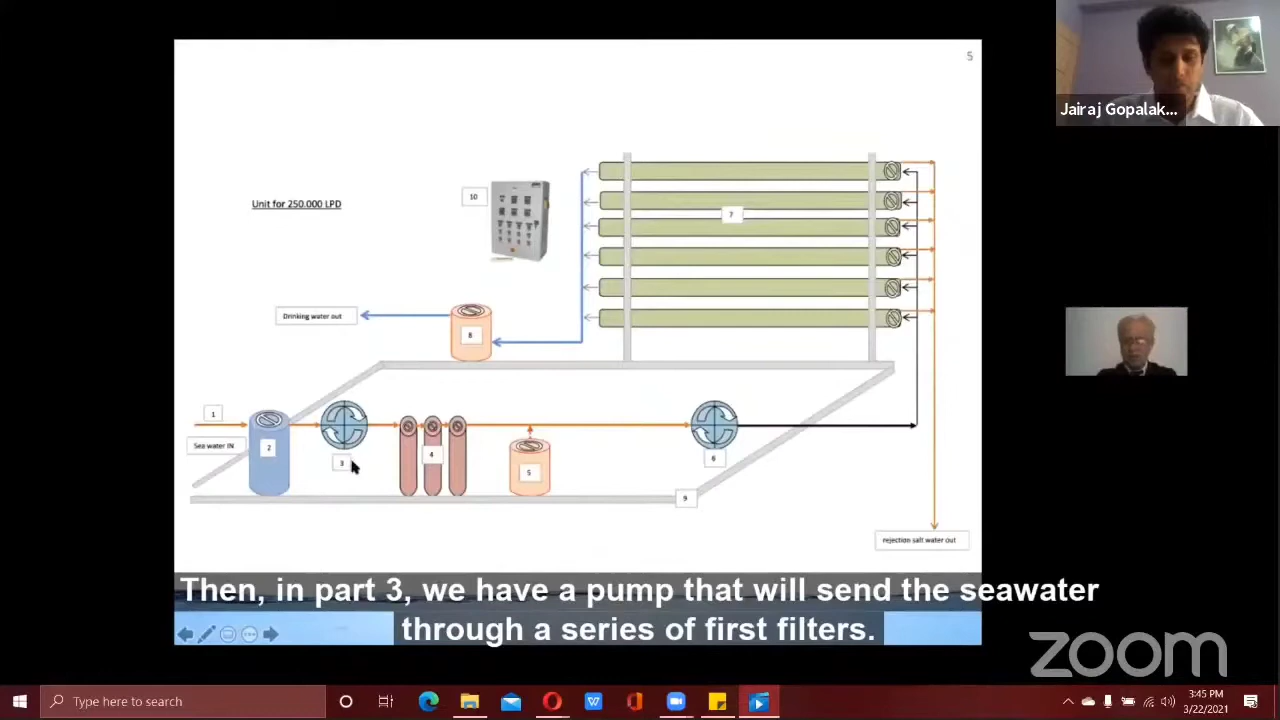 5
Jairaj Gopalak...
Unit for 250.000 LPD
10
7
Drinking water out
8
1
Sea water IN
2
3
4
5
6
9
rejection salt water out
Then, in part 3, we have a pump that will send the seawater
through a series of first filters.
zoom
Type here to search
3:45 PM
3/22/2021